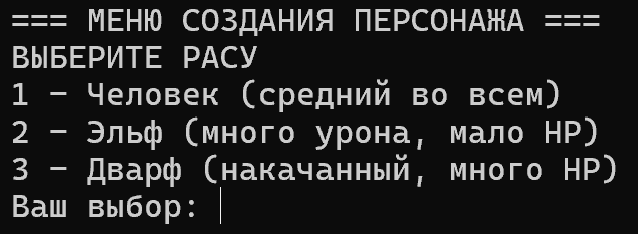 === МЕНЮ СОЗДАНИЯ ПЕРСОНАЖА ===
ВЫБЕРИТЕ РАСУ
1 – Человек (средний во всем)
2 – Эльф (много урона, мало HP)
3 – Дварф (накачанный, много HP)
Ваш выбор: